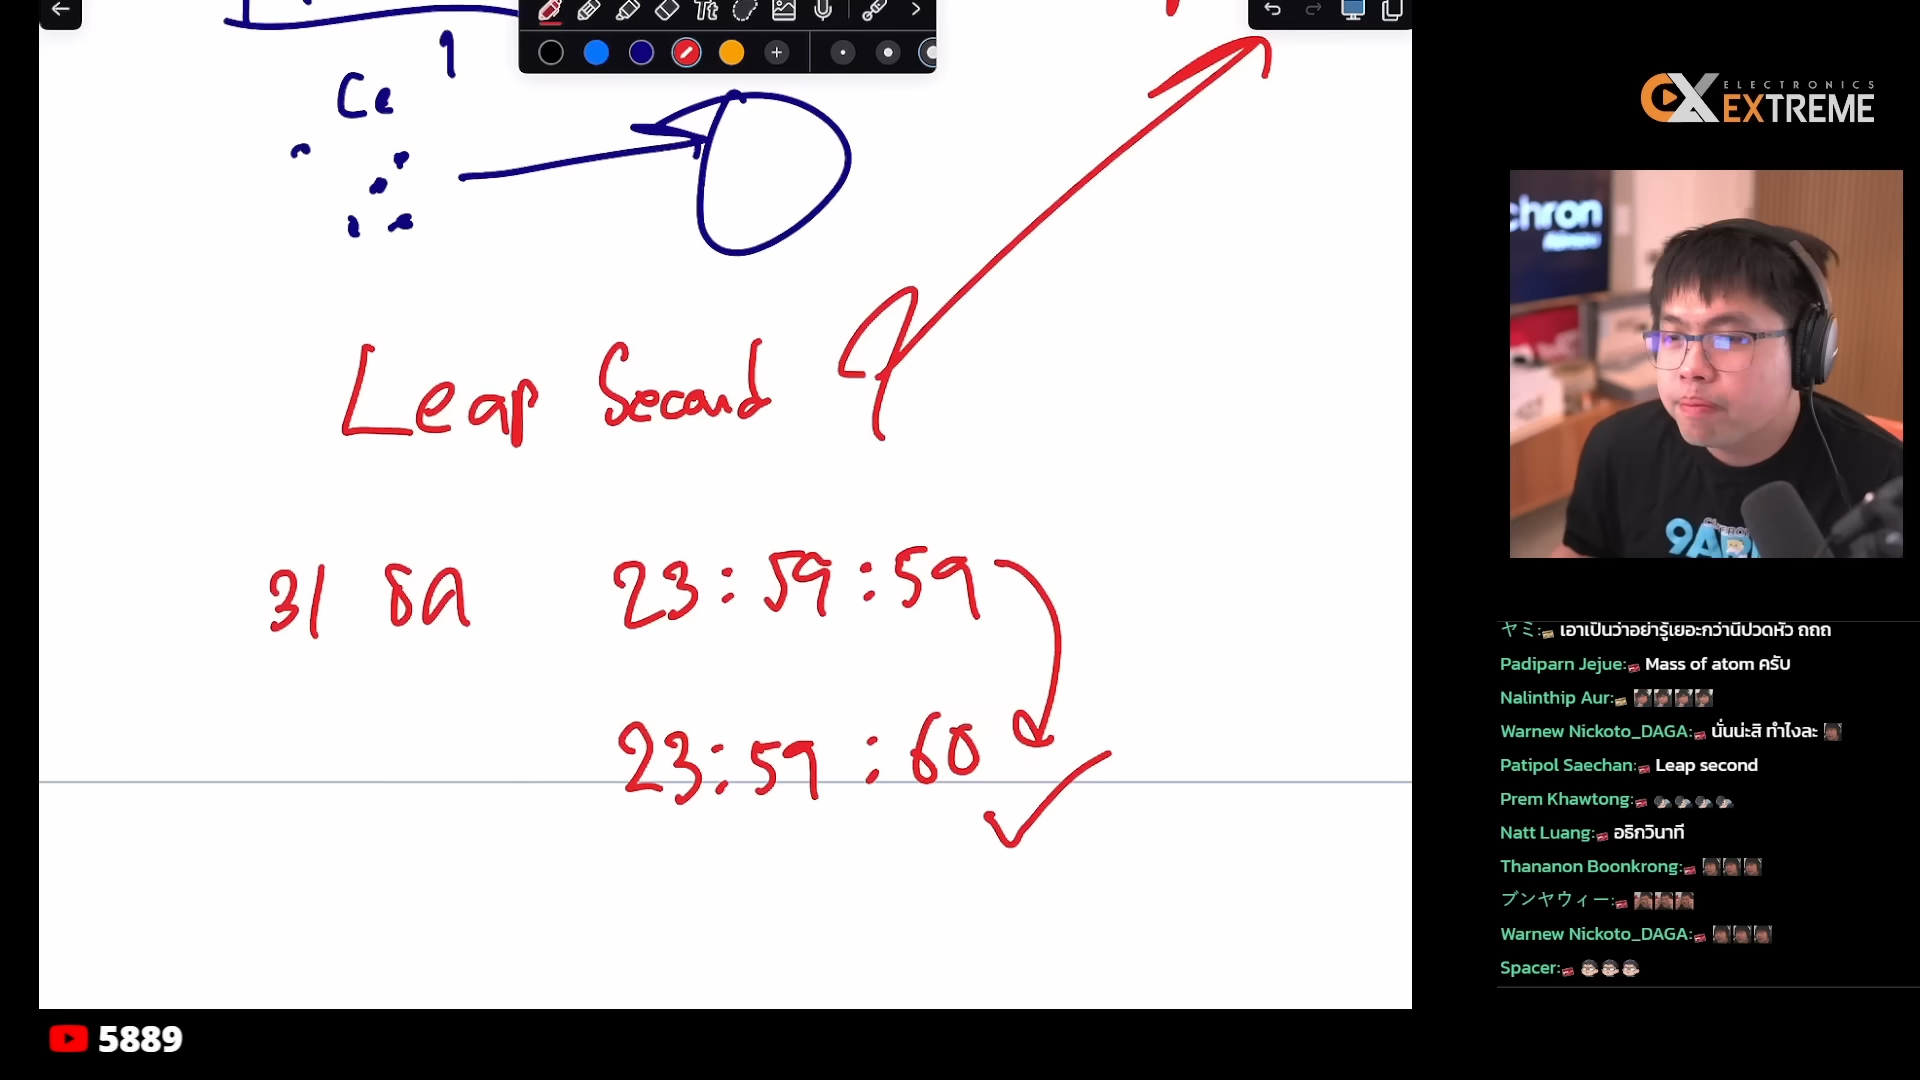 1
Ce
Leap Second
31 ธค 23:59:59
23:59:60
Tt
ELECTRONICS
EXTREME
chron
9AR
ヤミ: เอาเป็นว่าอย่ารู้เยอะกว่านี้ปวดหัว ถถถ
Padiparn Jejue: Mass of atom ครับ
Nalinthip Aur:
Warnew Nickoto_DAGA: นั่นน่ะสิ ทำไงละ
Patipol Saechan: Leap second
Prem Khawtong:
Natt Luang: อธิกวินาที
Thananon Boonkrong:
ブンヤウィー:
Warnew Nickoto_DAGA:
Spacer:
5889